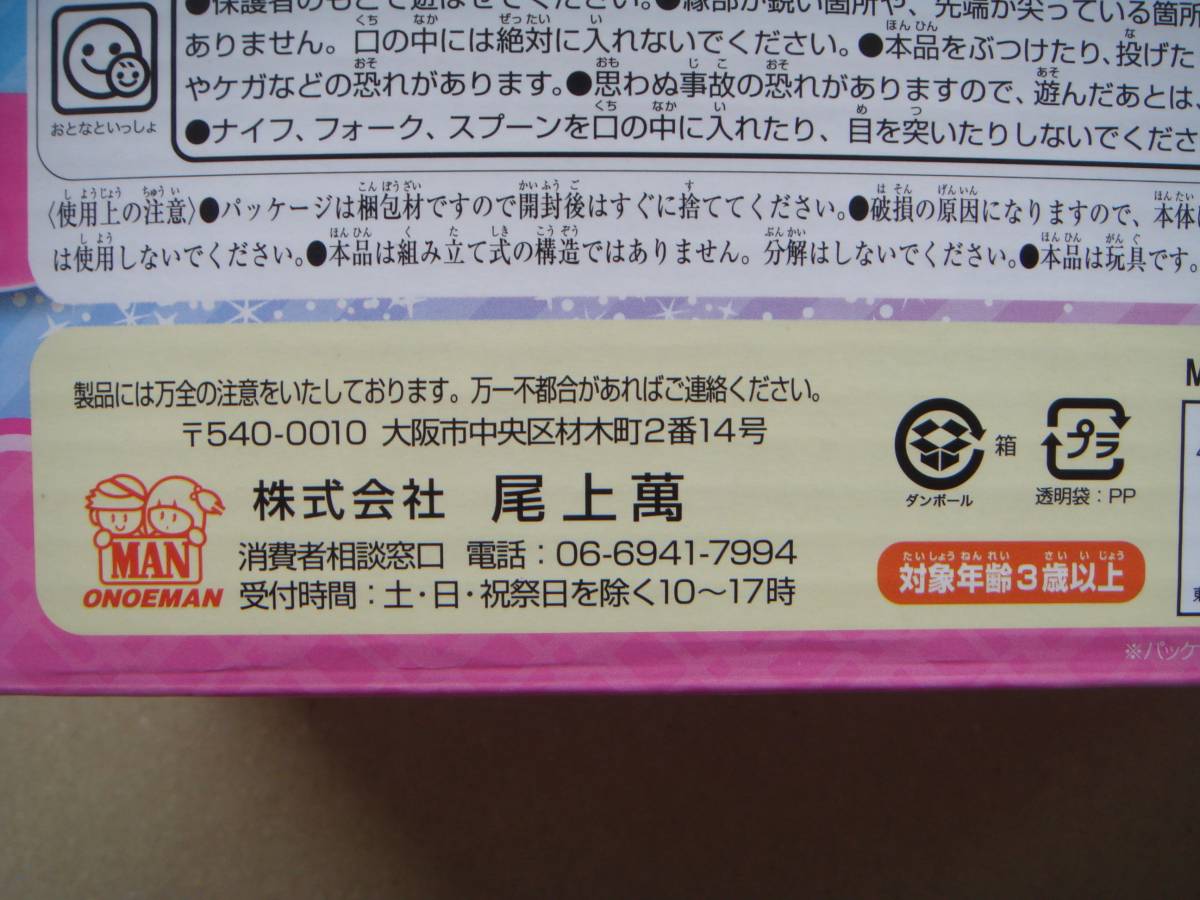 ●保護者のもとで遊ばせてください。●縁部が鋭い箇所や、先端が尖っている箇所
ありません。口の中には絶対に入れないでください。●本品をぶつけたり、投げた
やケガなどの恐れがあります。●思わぬ事故の恐れがありますので、遊んだあとは、
●ナイフ、フォーク、スプーンを口の中に入れたり、目を突いたりしないでくださ
おとなといっしょ
〈使用上の注意〉●パッケージは梱包材ですので開封後はすぐに捨ててください。●破損の原因になりますので、本体
は使用しないでください。●本品は組み立て式の構造ではありません。分解はしないでください。●本品は玩具です。
製品には万全の注意をいたしております。万一不都合があればご連絡ください。
〒540-0010 大阪市中央区材木町2番14号
株式会社 尾上萬
MAN
ONOEMAN
消費者相談窓口 電話：06-6941-7994
受付時間：土・日・祝祭日を除く10～17時
箱
ダンボール
プラ
透明袋：PP
対象年齢3歳以上
※パッケ